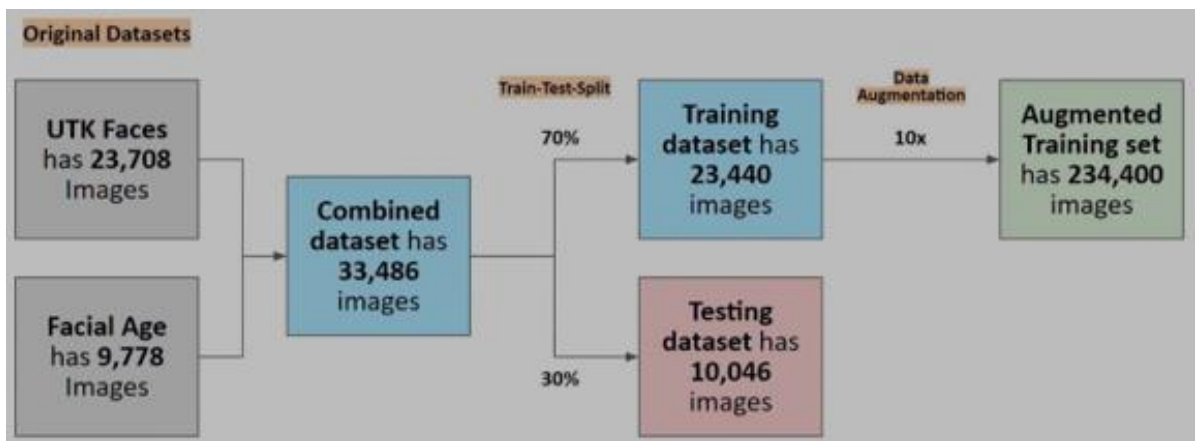 Original Datasets
UTK Faces
has 23,708
Images
Facial Age
has 9,778
Images
Combined
dataset has
33,486
images
Train-Test-Split
70%
30%
Training
dataset has
23,440
images
Testing
dataset has
10,046
images
Data
Augmentation
10x
Augmented
Training set
has 234,400
images